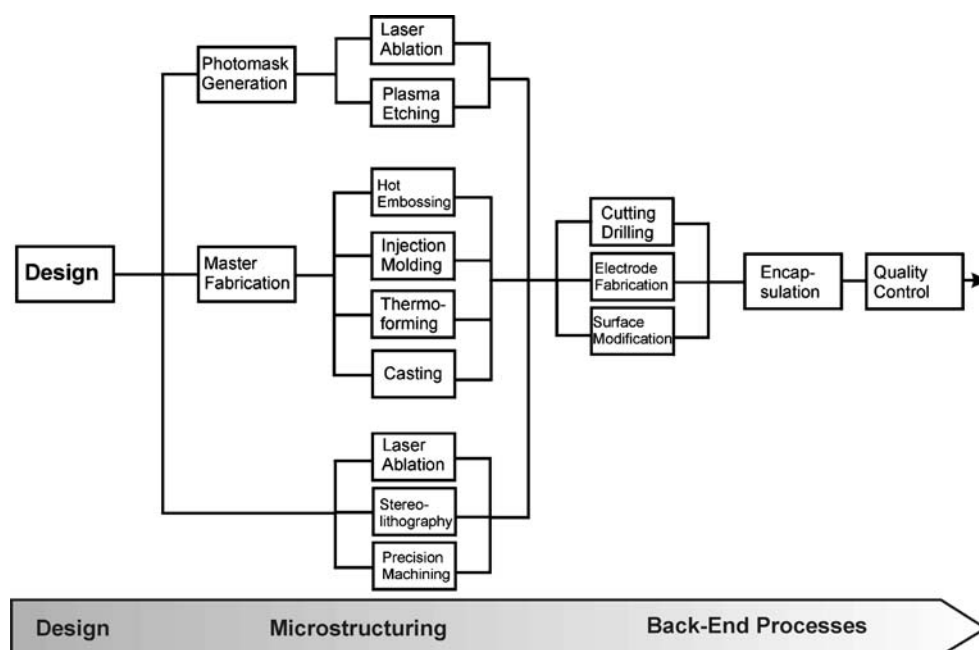 Laser
Ablation
Photomask
Generation
Plasma
Etching
Hot
Embossing
Cutting
Drilling
Injection
Molding
Design
Master
Fabrication
Electrode
Fabrication
Encap-
sulation
Quality
Control
Thermo-
forming
Surface
Modification
Casting
Laser
Ablation
Stereo-
lithography
Precision
Machining
Design
Microstructuring
Back-End Processes